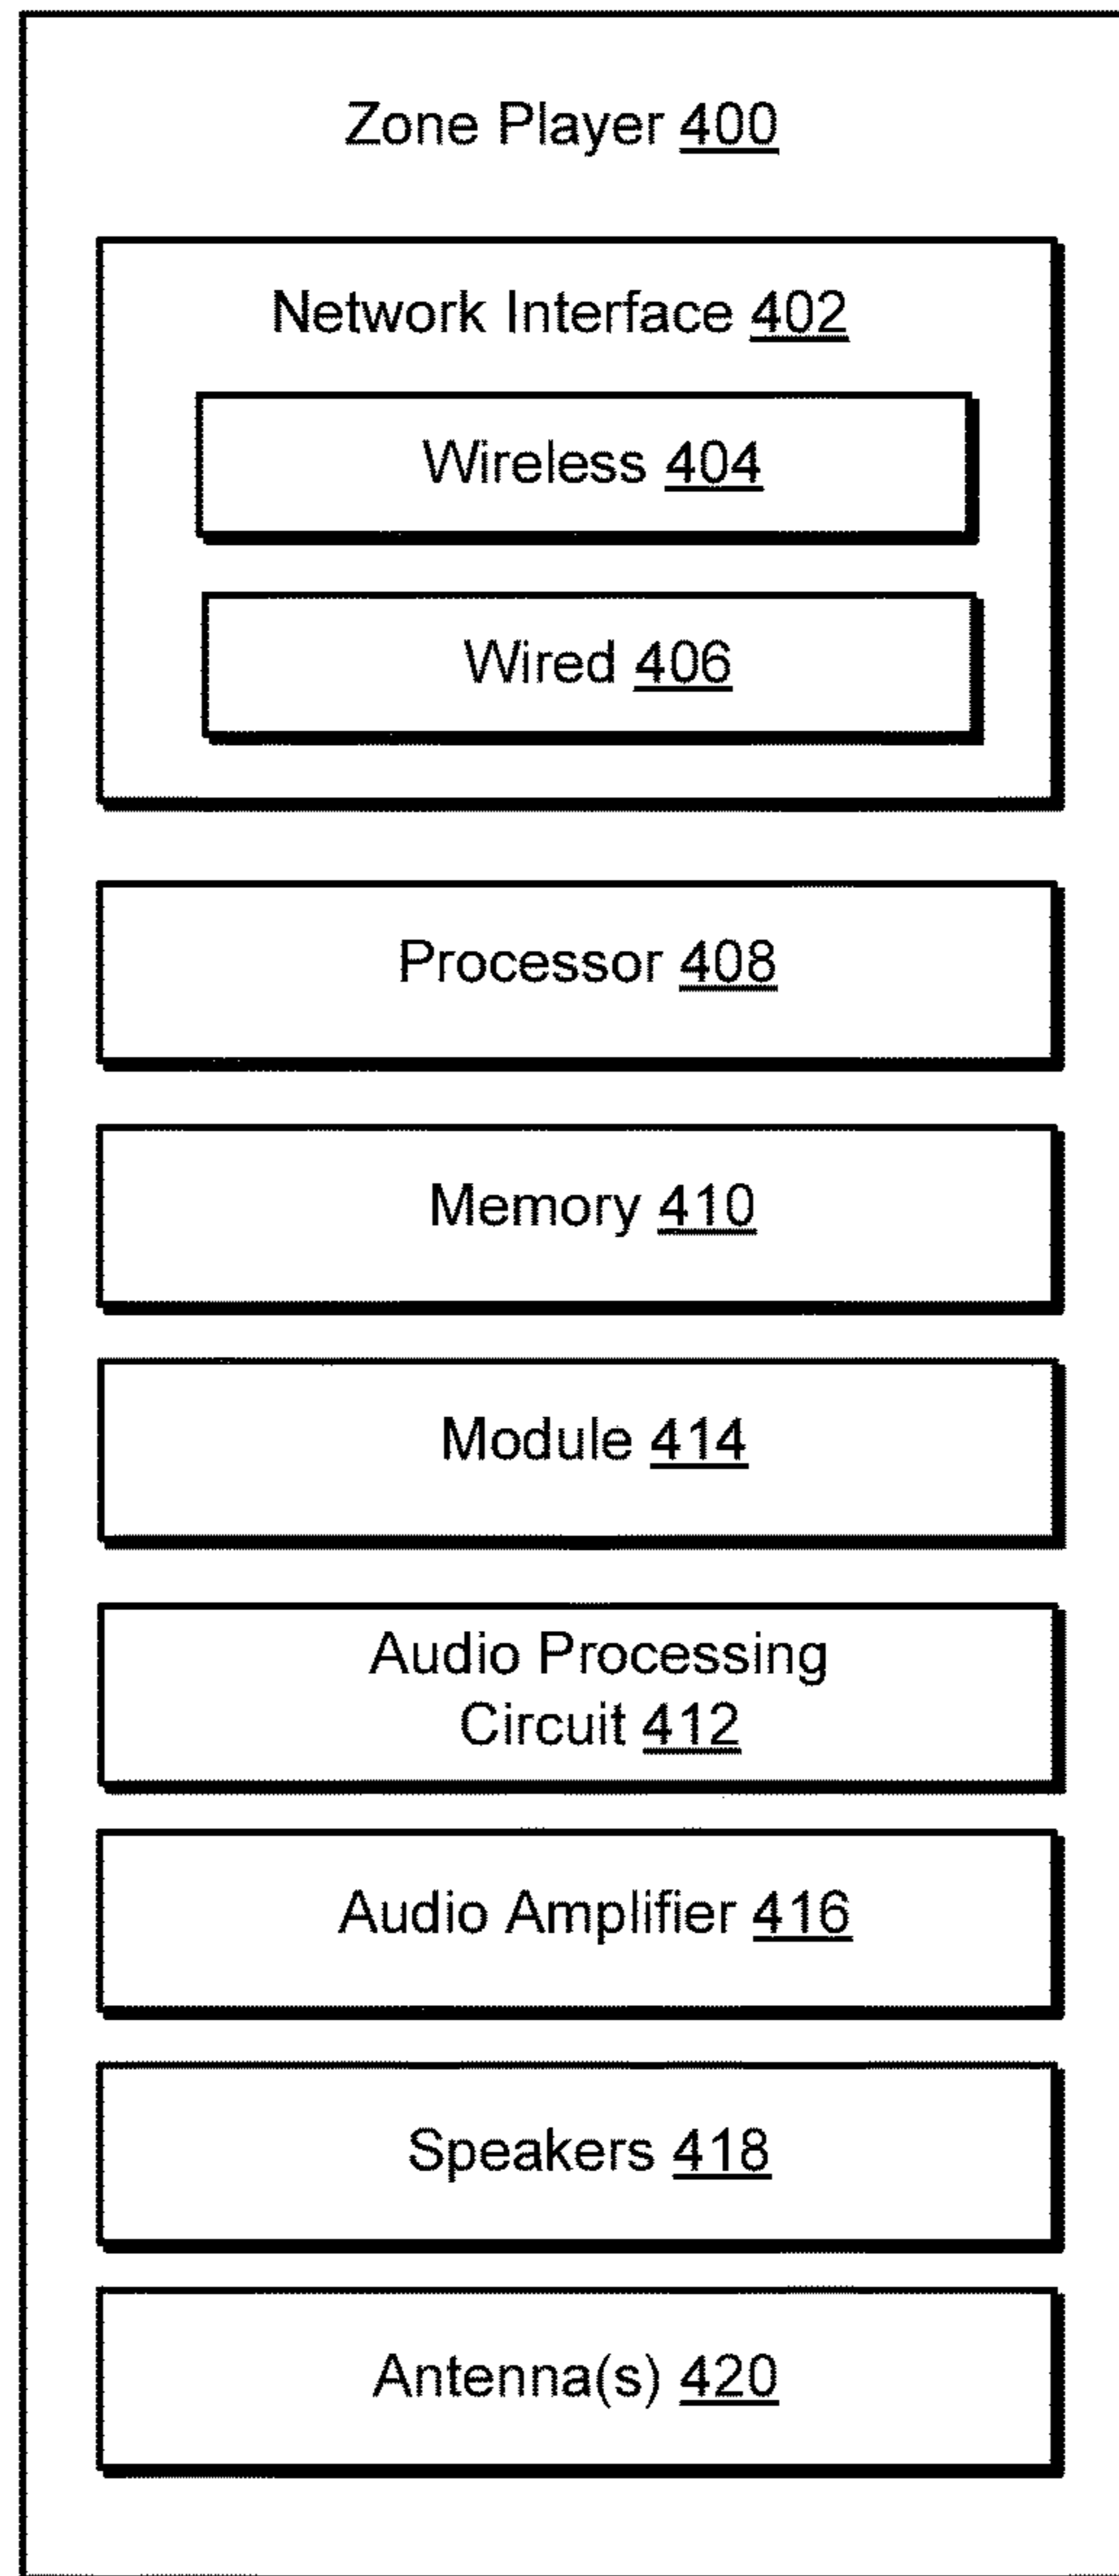 Zone Player 400
Network Interface 402
Wireless 404
Wired 406
Processor 408
Memory 410
Module 414
Audio Processing
Circuit 412
Audio Amplifier 416
Speakers 418
Antenna(s) 420